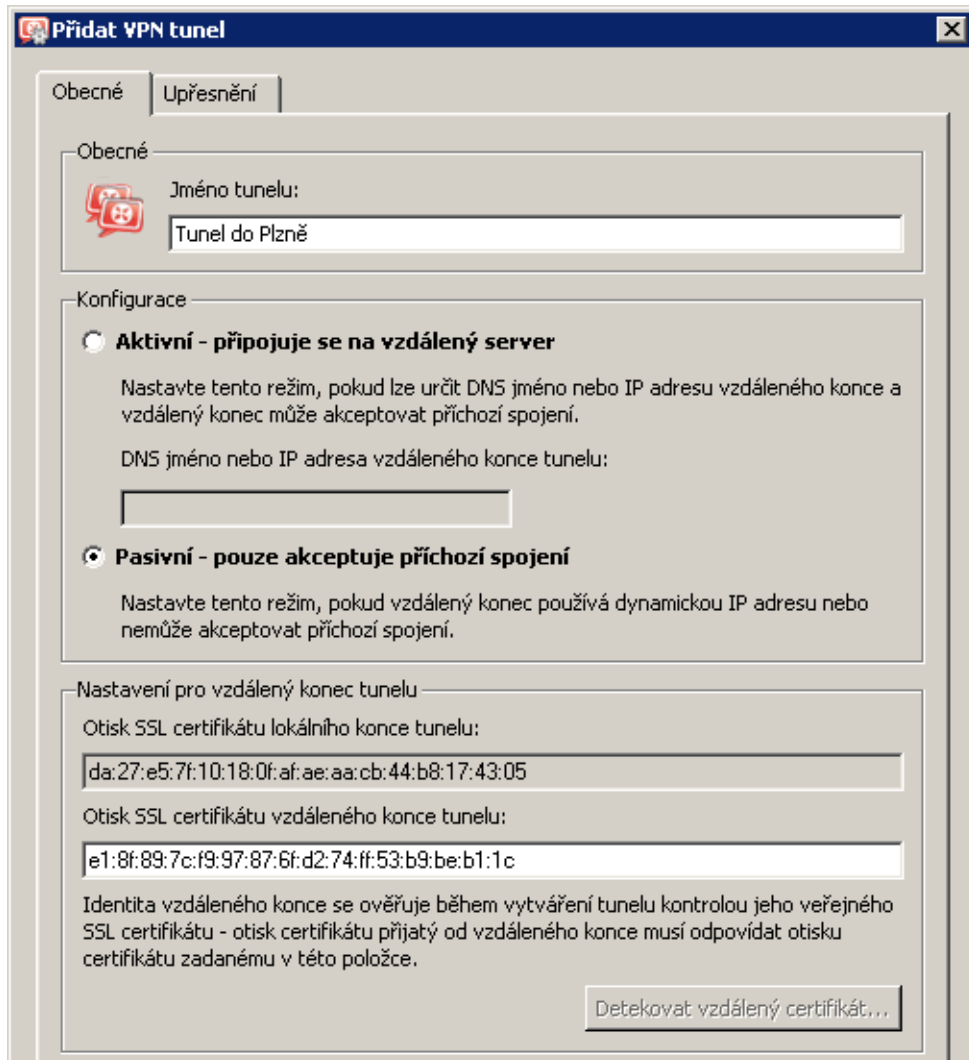 Přidat VPN tunel
Obecné
Upřesnění
Obecné
Jméno tunelu:
Tunel do Plzně
Konfigurace
Aktivní - připojuje se na vzdálený server
Nastavte tento režim, pokud lze určit DNS jméno nebo IP adresu vzdáleného konce a
vzdálený konec může akceptovat příchozí spojení.
DNS jméno nebo IP adresa vzdáleného konce tunelu:
Pasivní - pouze akceptuje příchozí spojení
Nastavte tento režim, pokud vzdálený konec používá dynamickou IP adresu nebo
nemůže akceptovat příchozí spojení.
Nastavení pro vzdálený konec tunelu
Otisk SSL certifikátu lokálního konce tunelu:
da:27:e5:7f:10:18:0f:af:ae:aa:cb:44:b8:17:43:05
Otisk SSL certifikátu vzdáleného konce tunelu:
e1:8f:89:7c:f9:97:87:6f:d2:74:ff:53:b9:be:b1:1c
Identita vzdáleného konce se ověřuje během vytváření tunelu kontrolou jeho veřejného
SSL certifikátu - otisk certifikátu přijatý od vzdáleného konce musí odpovídat otisku
certifikátu zadanému v této položce.
Detekovat vzdálený certifikát...